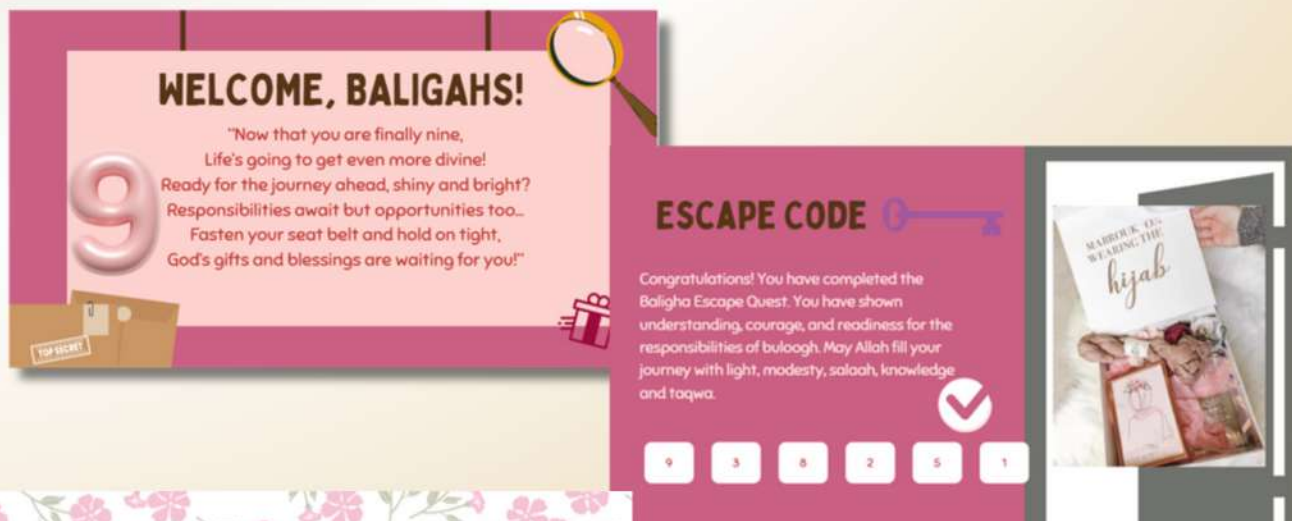 WELCOME, BALIGAHS!
"Now that you are finally nine,
Life's going to get even more divine!
Ready for the journey ahead, shiny and bright?
Responsibilities await but opportunities too...
Fasten your seat belt and hold on tight,
God's gifts and blessings are waiting for you!"
9
TOP SECRET
ESCAPE CODE
Congratulations! You have completed the
Baligha Escape Quest. You have shown
understanding, courage, and readiness for the
responsibilities of buloogh. May Allah fill your
journey with light, modesty, salaah, knowledge
and taqwa.
9 3 8 2 5 1
MABROUK ON
WEARING THE
hijab